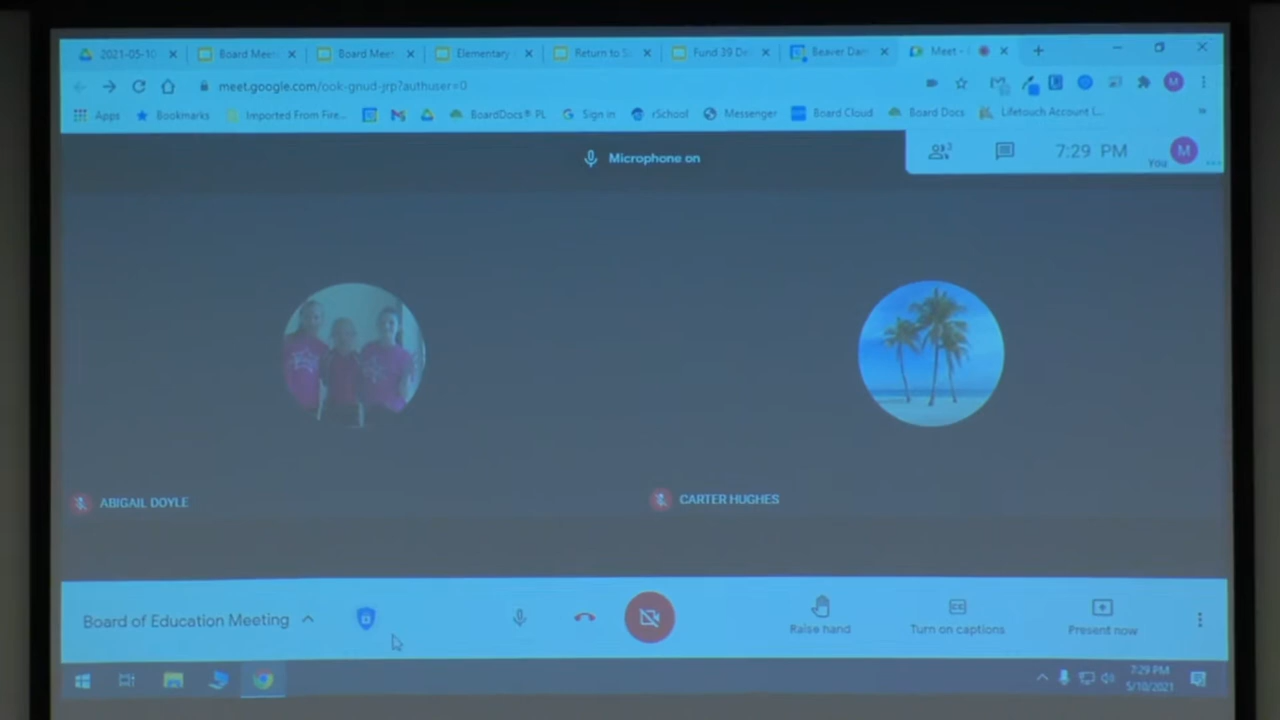 2021-05-10 Board Meet Board Meet Elementary Return to S Fund 39 De Beaver Dam Meet -
meet.google.com/ook-gnud-jrp?authuser=0
Apps Bookmarks Imported From Fire... BoardDocs® PL Sign in rSchool Messenger Board Cloud Board Docs Lifetouch Account L...
Microphone on
2 7:29 PM You M
ABIGAIL DOYLE
CARTER HUGHES
Board of Education Meeting
Raise hand Turn on captions Present now
7:29 PM
5/10/2021